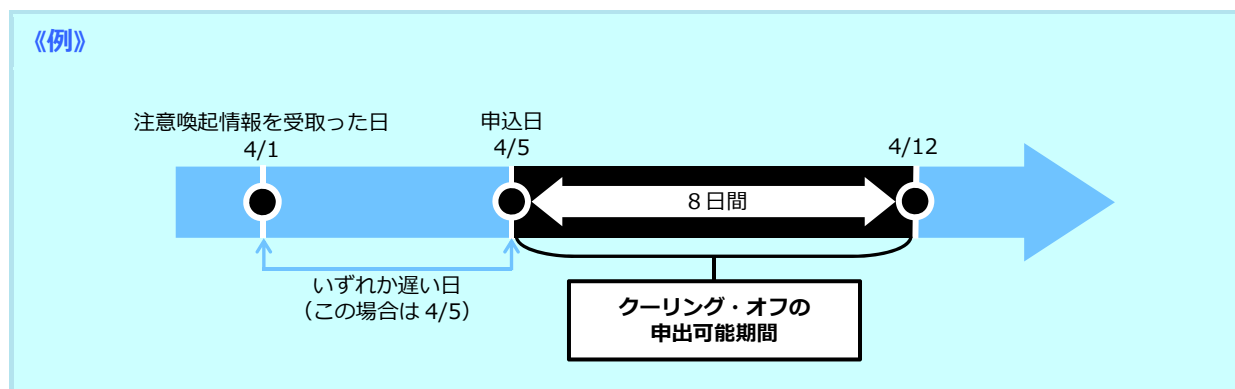 《例》
注意喚起情報を受取った日
4/1
申込日
4/5
4/12
８日間
いずれか遅い日
（この場合は 4/5）
クーリング・オフの
申出可能期間